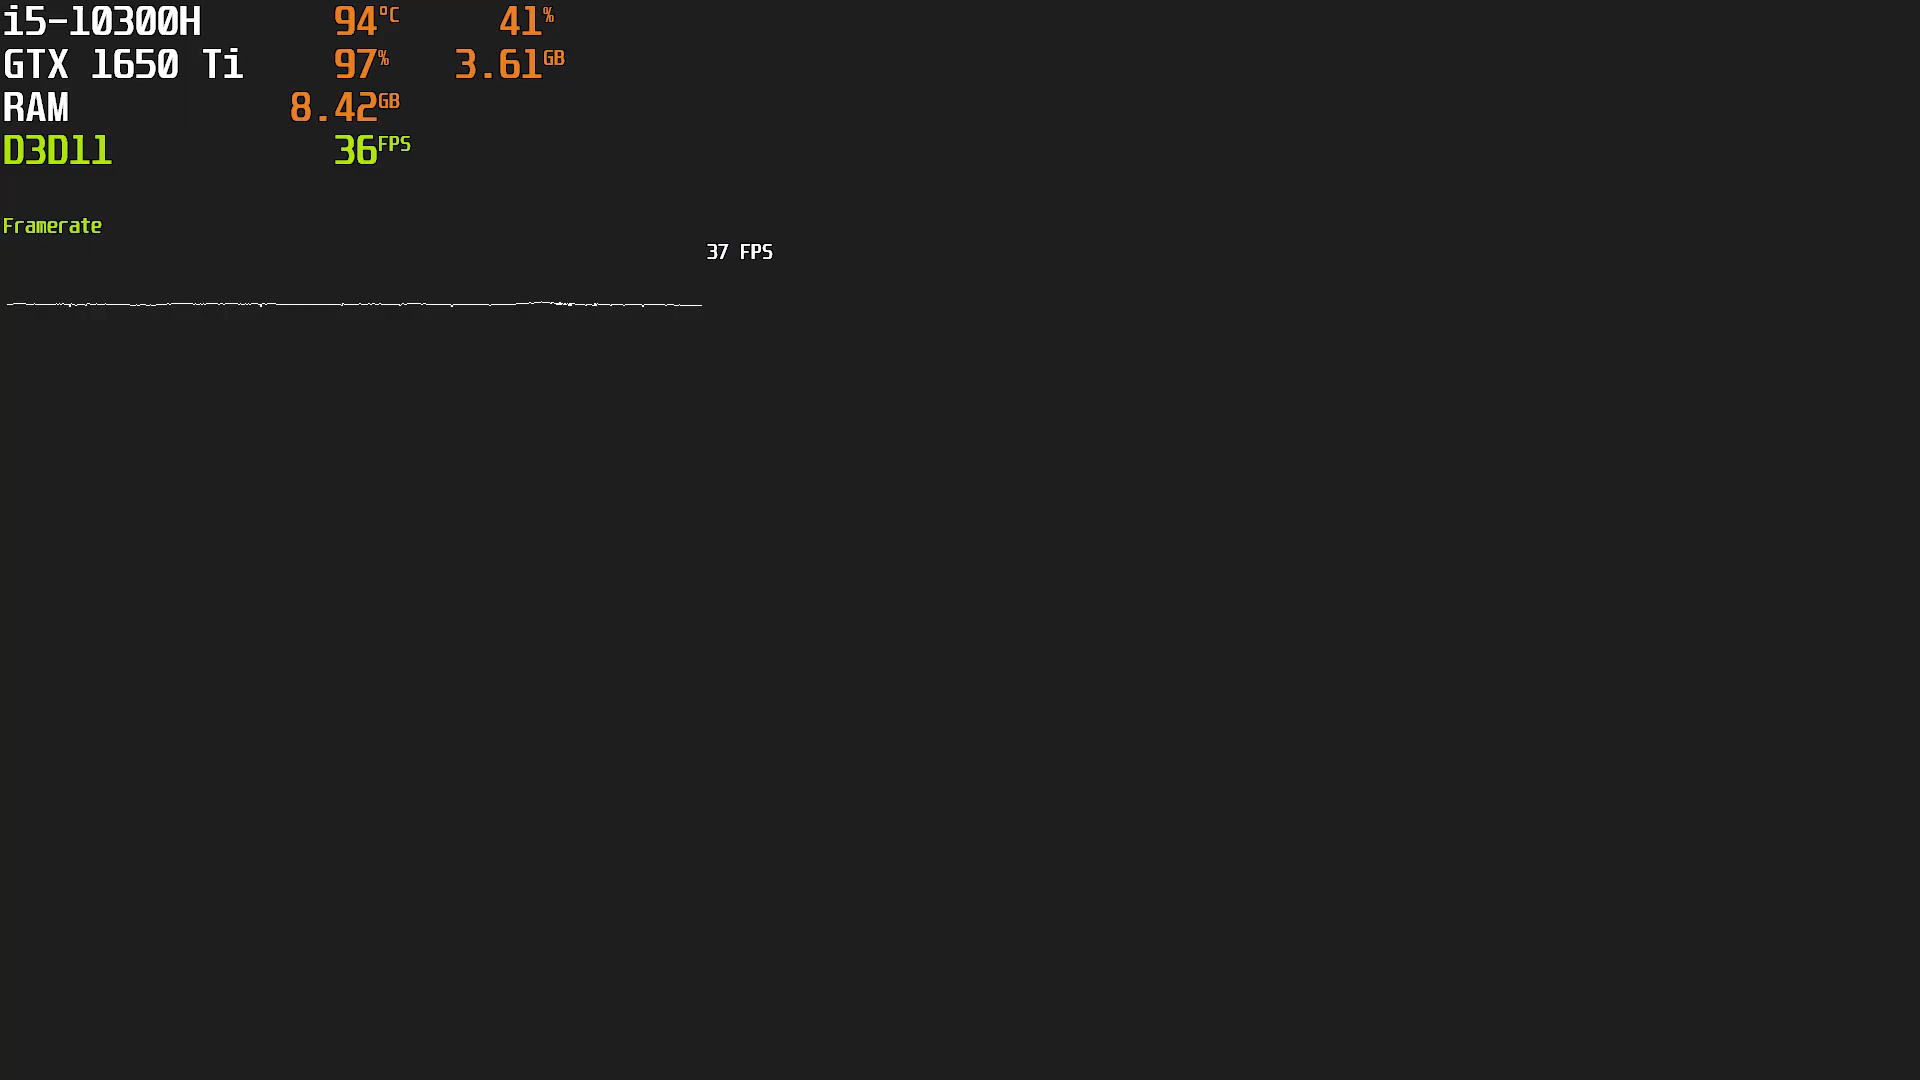 i5-10300H 94°C 41%
GTX 1650 Ti 97% 3.61GB
RAM 8.42GB
D3D11 36FPS
Framerate
37 FPS